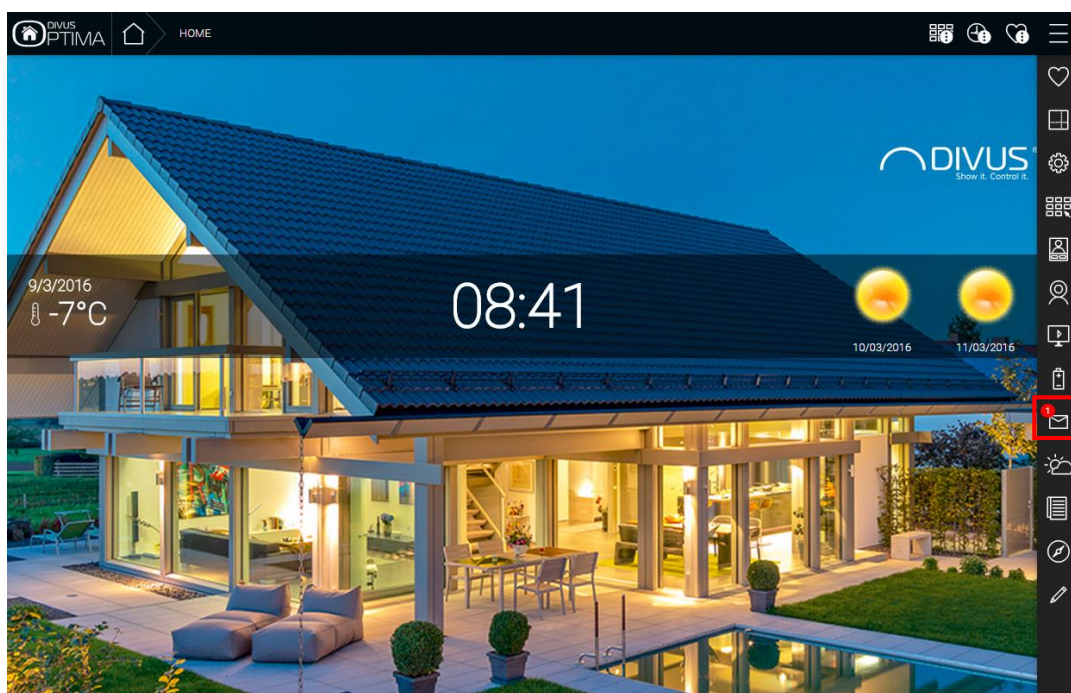 DIVUS
OPTIMA
HOME
DIVUS
Show it. Control it.
9/3/2016
-7°C
08:41
10/03/2016
11/03/2016
1